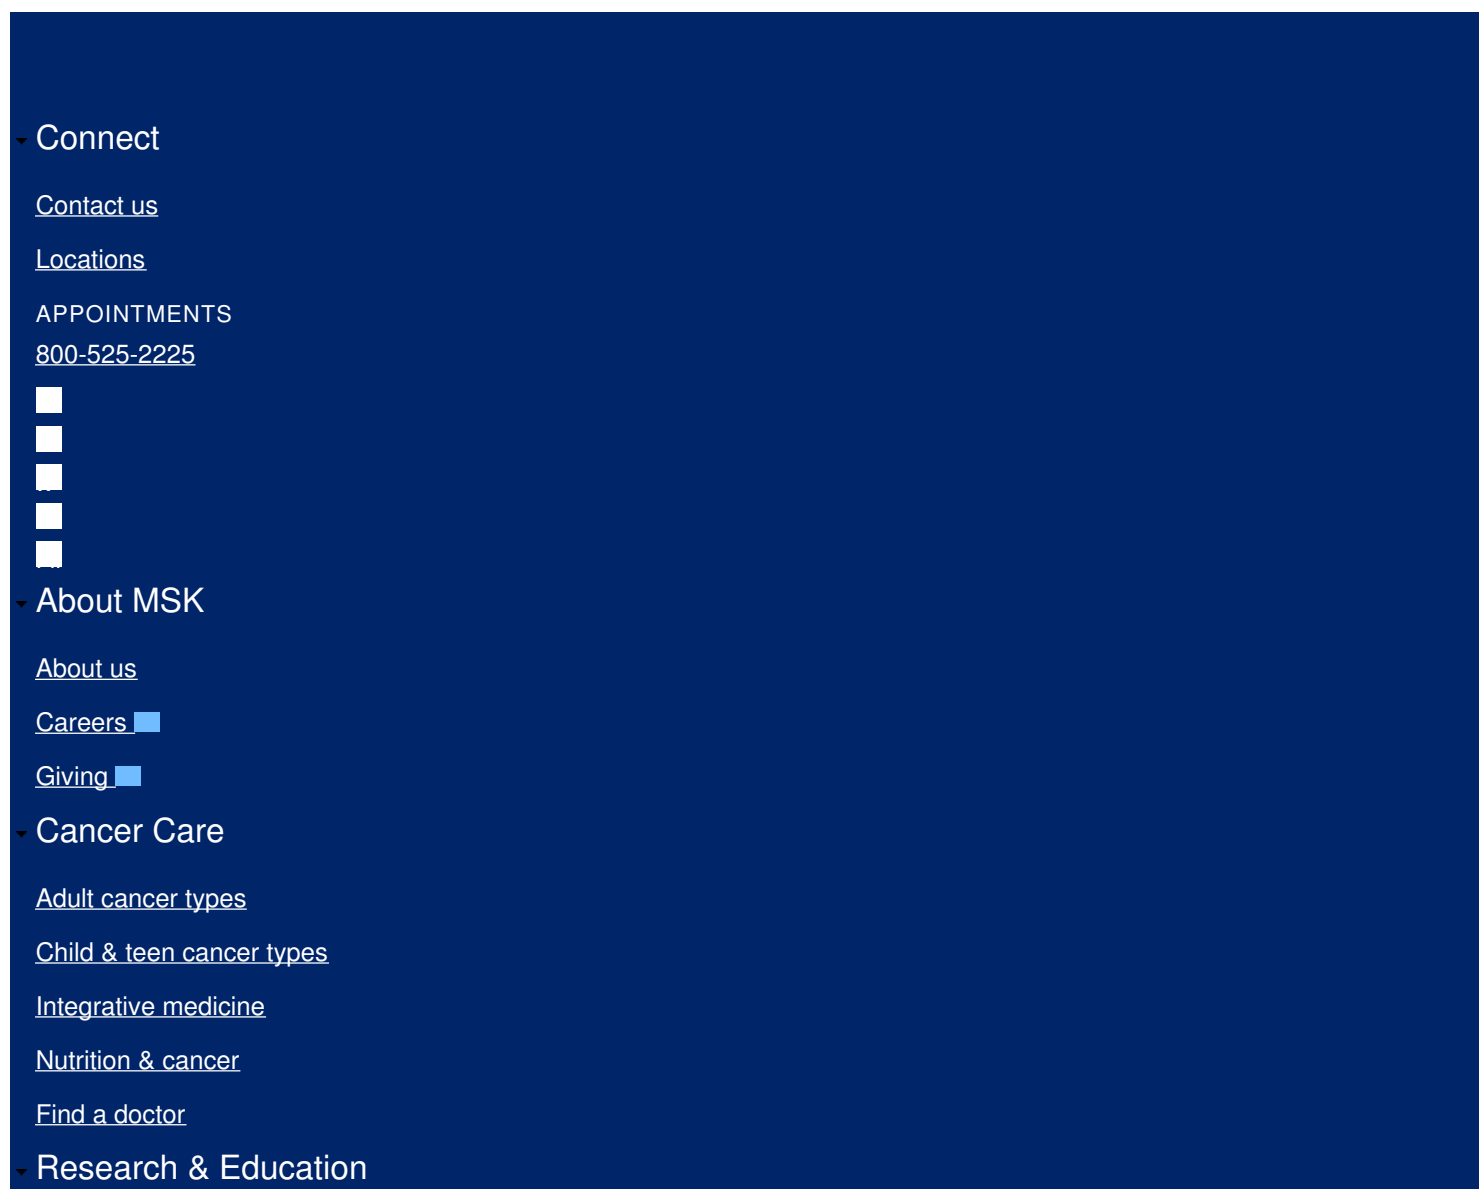 Connect
Contact us
Locations
APPOINTMENTS
800-525-2225
About MSK
About us
Careers
Giving
Cancer Care
Adult cancer types
Child & teen cancer types
Integrative medicine
Nutrition & cancer
Find a doctor
Research & Education